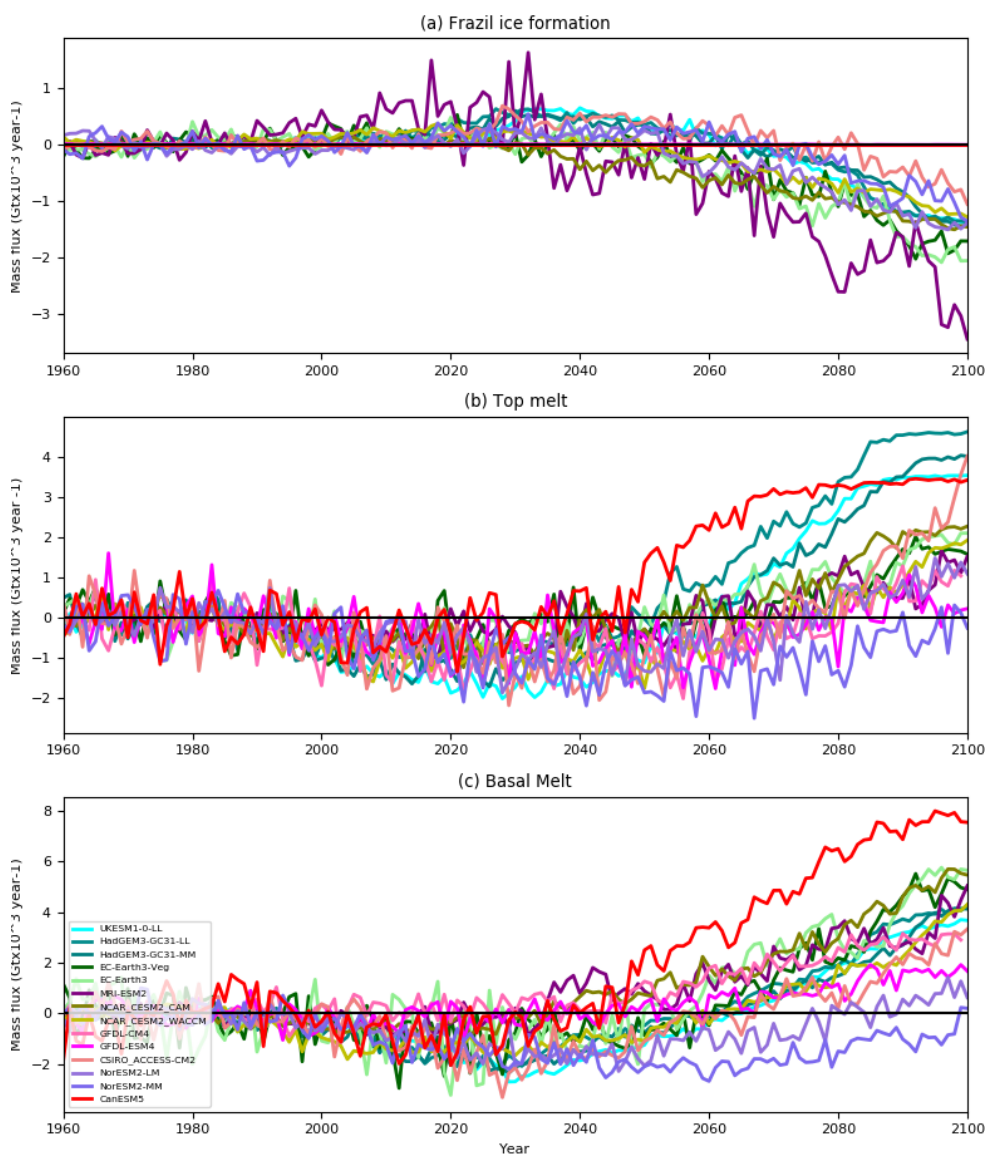 (a) Frazil ice formation
Mass flux (Gtx10^3 year-1)
1
0
−1
−2
−3
1960 1980 2000 2020 2040 2060 2080 2100
(b) Top melt
Mass flux (Gtx10^3 year -1)
4
3
2
1
0
−1
−2
1960 1980 2000 2020 2040 2060 2080 2100
(c) Basal Melt
Mass flux (Gtx10^3 year-1)
8
6
4
2
0
−2
UKESM1-0-LL
HadGEM3-GC31-LL
HadGEM3-GC31-MM
EC-Earth3-Veg
EC-Earth3
MRI-ESM2
NCAR_CESM2_CAM
NCAR_CESM2_WACCM
GFDL-CM4
GFDL-ESM4
CSIRO_ACCESS-CM2
NorESM2-LM
NorESM2-MM
CanESM5
1960 1980 2000 2020 2040 2060 2080 2100
Year